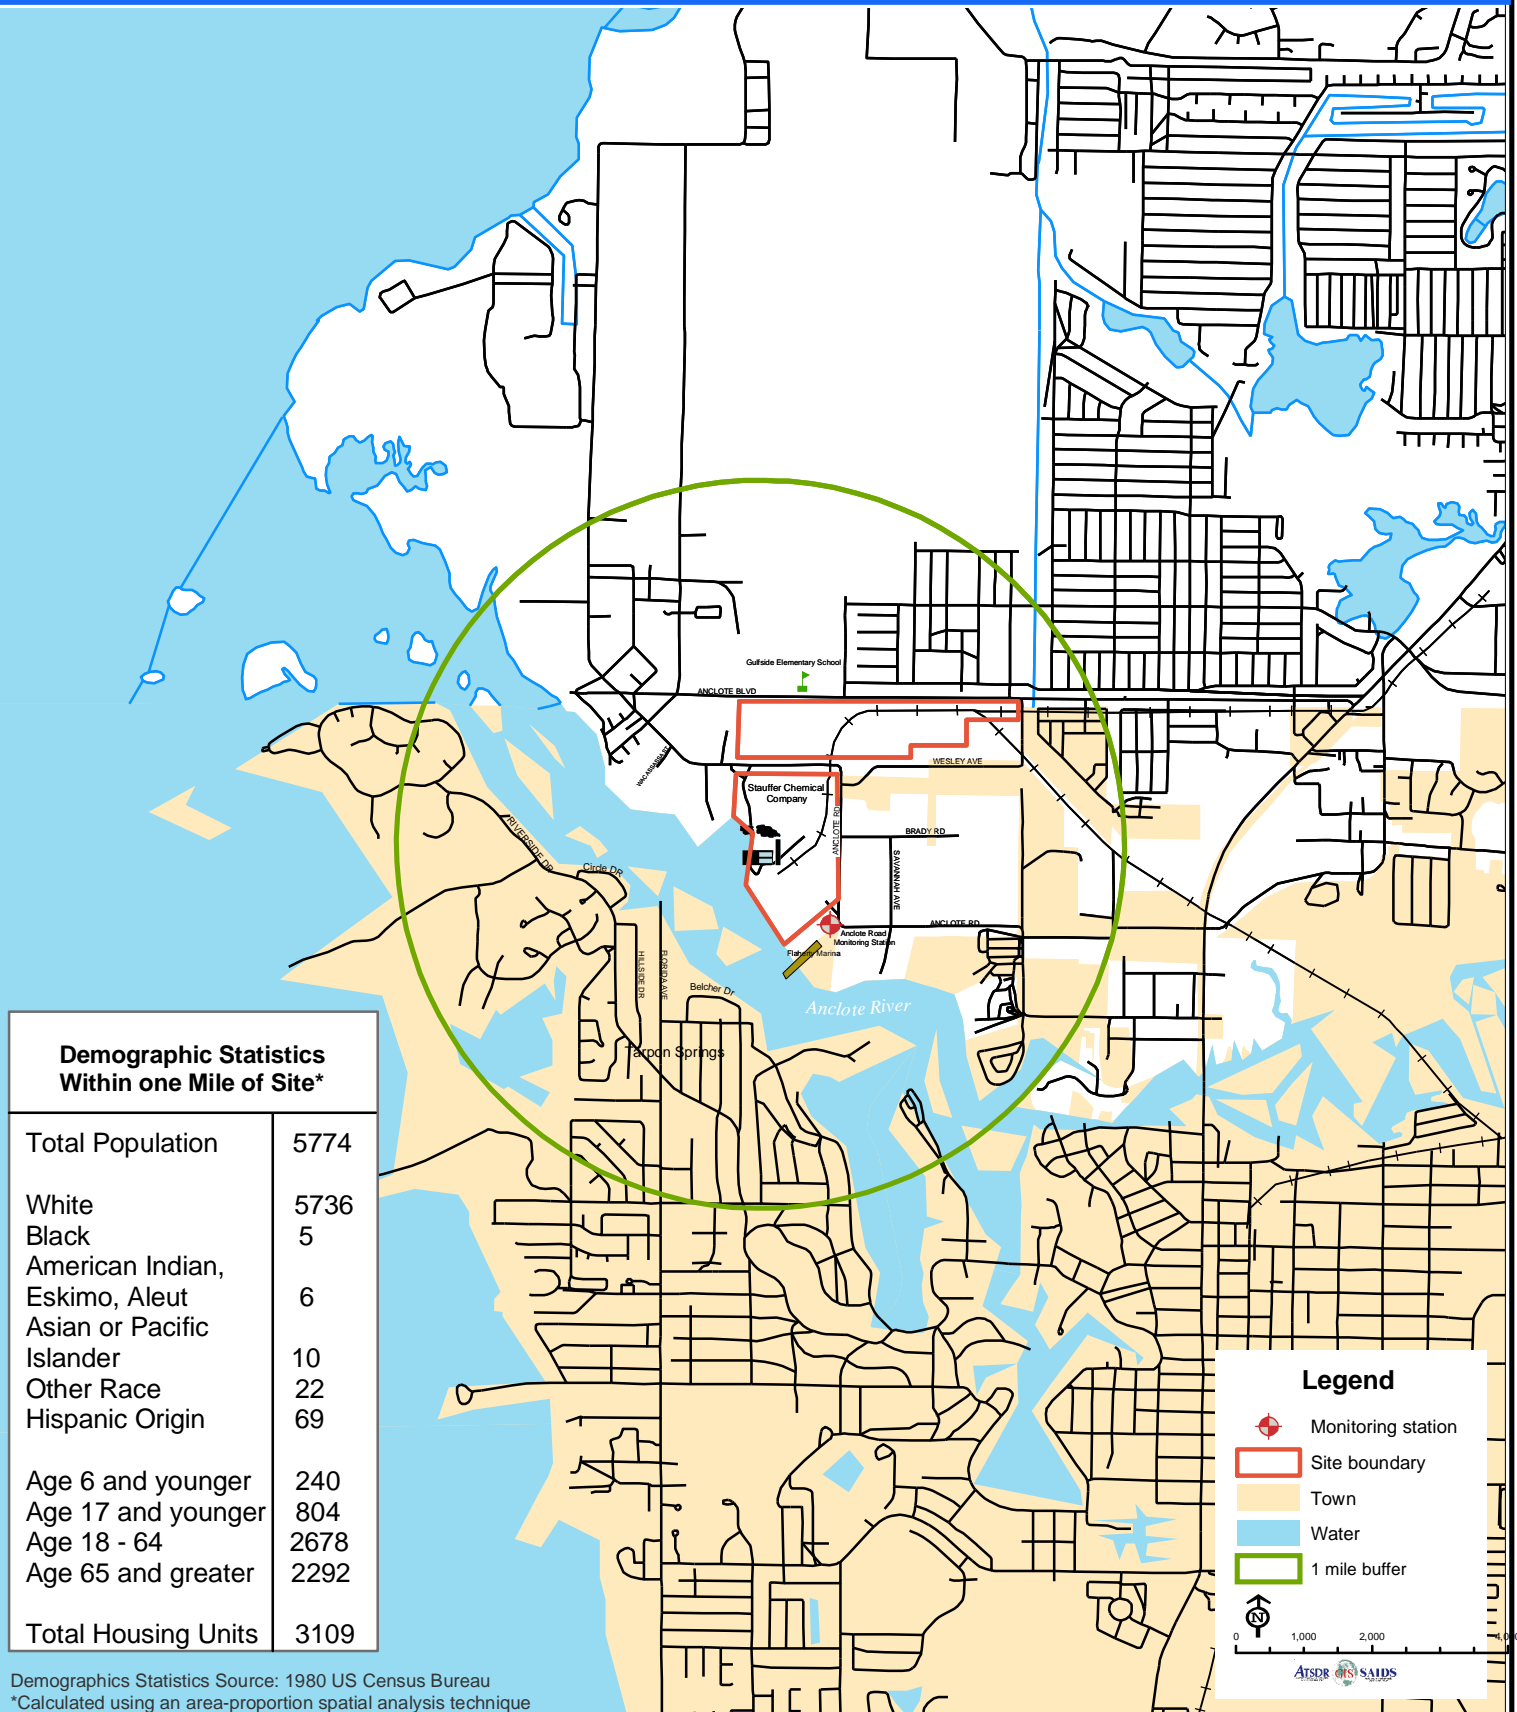 Gulfside Elementary School
ANCLOTE BLVD
WACASSASSA ST
WESLEY AVE
Stauffer Chemical
Company
ANCLOTE RD
BRADY RD
SAVANNAH AVE
RIVERSIDE DR
Circle DR
ANCLOTE RD
Anclote Road
Monitoring Station
Flaherty Marina
HILLSIDE DR
FLORIDA AVE
Belcher Dr
Anclote River
Tarpon Springs
Demographic Statistics
Within one Mile of Site*
Total Population 5774
White 5736
Black 5
American Indian,
Eskimo, Aleut 6
Asian or Pacific
Islander 10
Other Race 22
Hispanic Origin 69
Age 6 and younger 240
Age 17 and younger 804
Age 18 - 64 2678
Age 65 and greater 2292
Total Housing Units 3109
Demographics Statistics Source: 1980 US Census Bureau
*Calculated using an area-proportion spatial analysis technique
Legend
Monitoring station
Site boundary
Town
Water
1 mile buffer
N
0 1,000 2,000
ATSDR GIS SAIDS